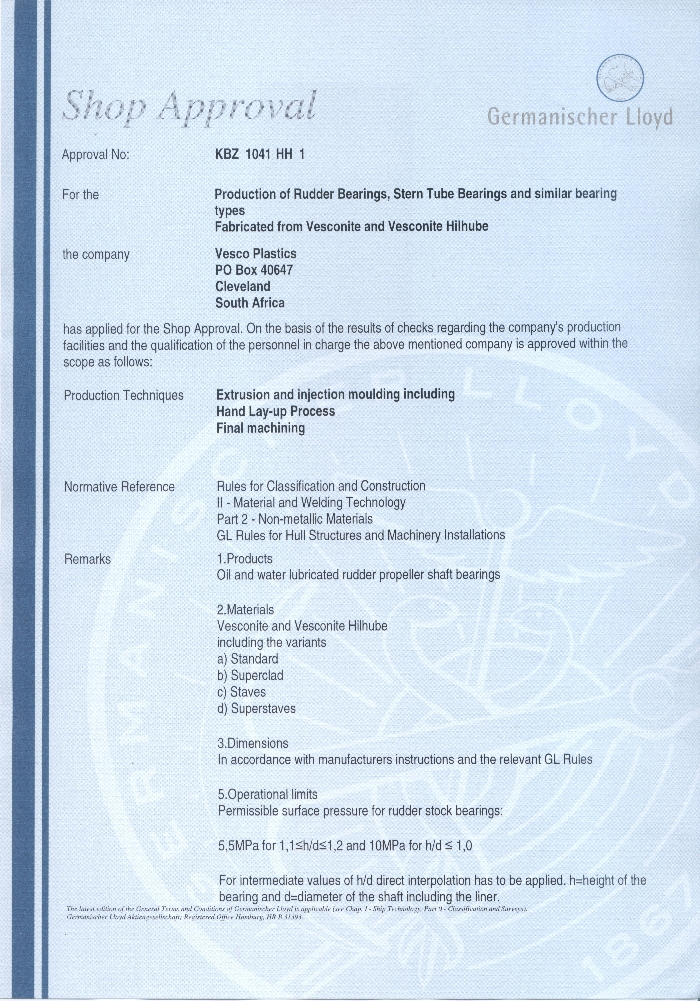 Shop Approval
Germanischer Lloyd
Approval No: KBZ 1041 HH 1
For the Production of Rudder Bearings, Stern Tube Bearings and similar bearing
types
Fabricated from Vesconite and Vesconite Hilhube
the company Vesco Plastics
PO Box 40647
Cleveland
South Africa
has applied for the Shop Approval. On the basis of the results of checks regarding the company's production
facilities and the qualification of the personnel in charge the above mentioned company is approved within the
scope as follows:
Production Techniques Extrusion and injection moulding including
Hand Lay-up Process
Final machining
Normative Reference Rules for Classification and Construction
II - Material and Welding Technology
Part 2 - Non-metallic Materials
GL Rules for Hull Structures and Machinery Installations
Remarks 1.Products
Oil and water lubricated rudder propeller shaft bearings
2.Materials
Vesconite and Vesconite Hilhube
including the variants
a) Standard
b) Superclad
c) Staves
d) Superstaves
3.Dimensions
In accordance with manufacturers instructions and the relevant GL Rules
5.Operational limits
Permissible surface pressure for rudder stock bearings:
5,5MPa for 1,1≤h/d≤1,2 and 10MPa for h/d ≤ 1,0
For intermediate values of h/d direct interpolation has to be applied. h=height of the
bearing and d=diameter of the shaft including the liner.
The latest edition of the General Terms and Conditions of Germanischer Lloyd is applicable (see Chap. I - Ship Technology, Part 0 - Classification and Surveys).
Germanischer Lloyd Aktiengesellschaft; Registered Office Hamburg, HR B
GERMANISCHER LLOYD
1867